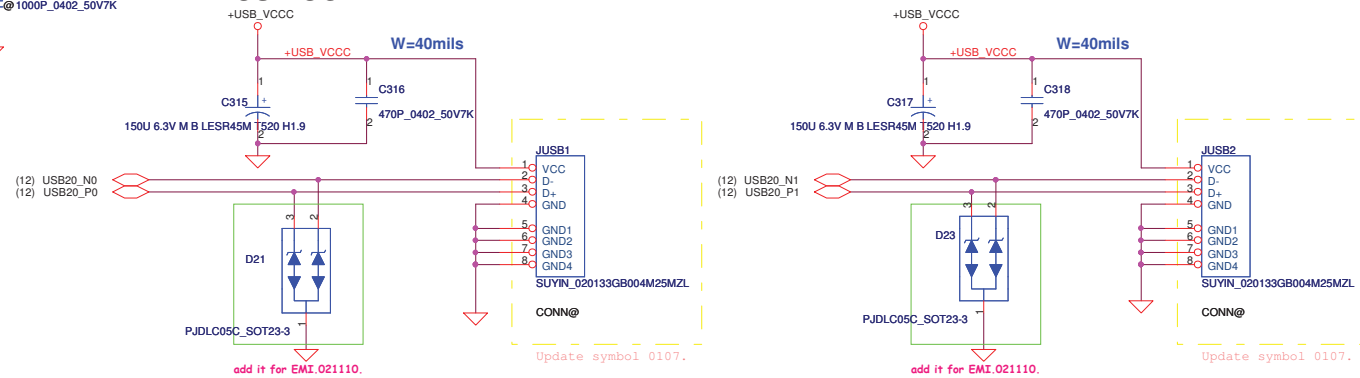 C@1000P_0402_50V7K
+USB_VCCC
+USB_VCCC
W=40mils
1
1
C315
+
C316
470P_0402_50V7K
150U 6.3V M B LESR45M T520 H1.9
2
2
JUSB1
(12) USB20_N0
(12) USB20_P0
1
VCC
2
D-
3
D+
4
GND
5
GND1
6
GND2
7
GND3
8
GND4
3
2
D21
1
PJDLC05C_SOT23-3
SUYIN_020133GB004M25MZL
CONN@
Update symbol 0107.
add it for EMI.021110.
+USB_VCCC
+USB_VCCC
W=40mils
1
1
C317
+
C318
470P_0402_50V7K
150U 6.3V M B LESR45M T520 H1.9
2
2
JUSB2
(12) USB20_N1
(12) USB20_P1
1
VCC
2
D-
3
D+
4
GND
5
GND1
6
GND2
7
GND3
8
GND4
3
2
D23
1
PJDLC05C_SOT23-3
SUYIN_020133GB004M25MZL
CONN@
Update symbol 0107.
add it for EMI.021110.